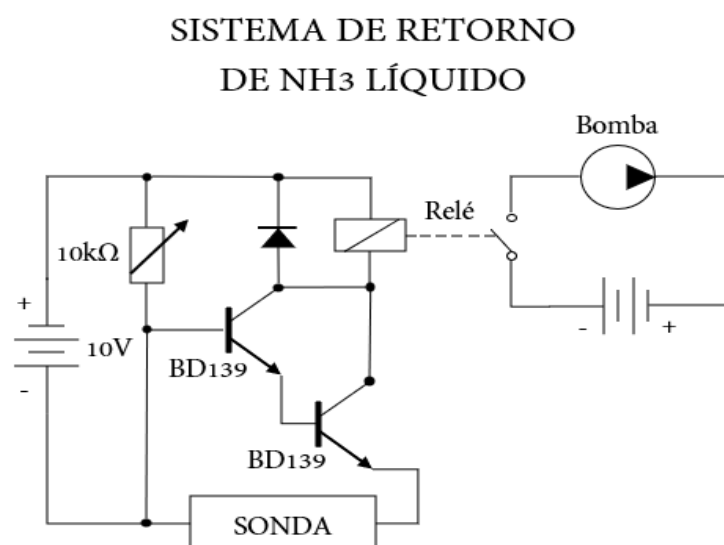 SISTEMA DE RETORNO
DE NH3 LÍQUIDO
Bomba
Relé
10kΩ
+
10V
-
BD139
- +
BD139
SONDA